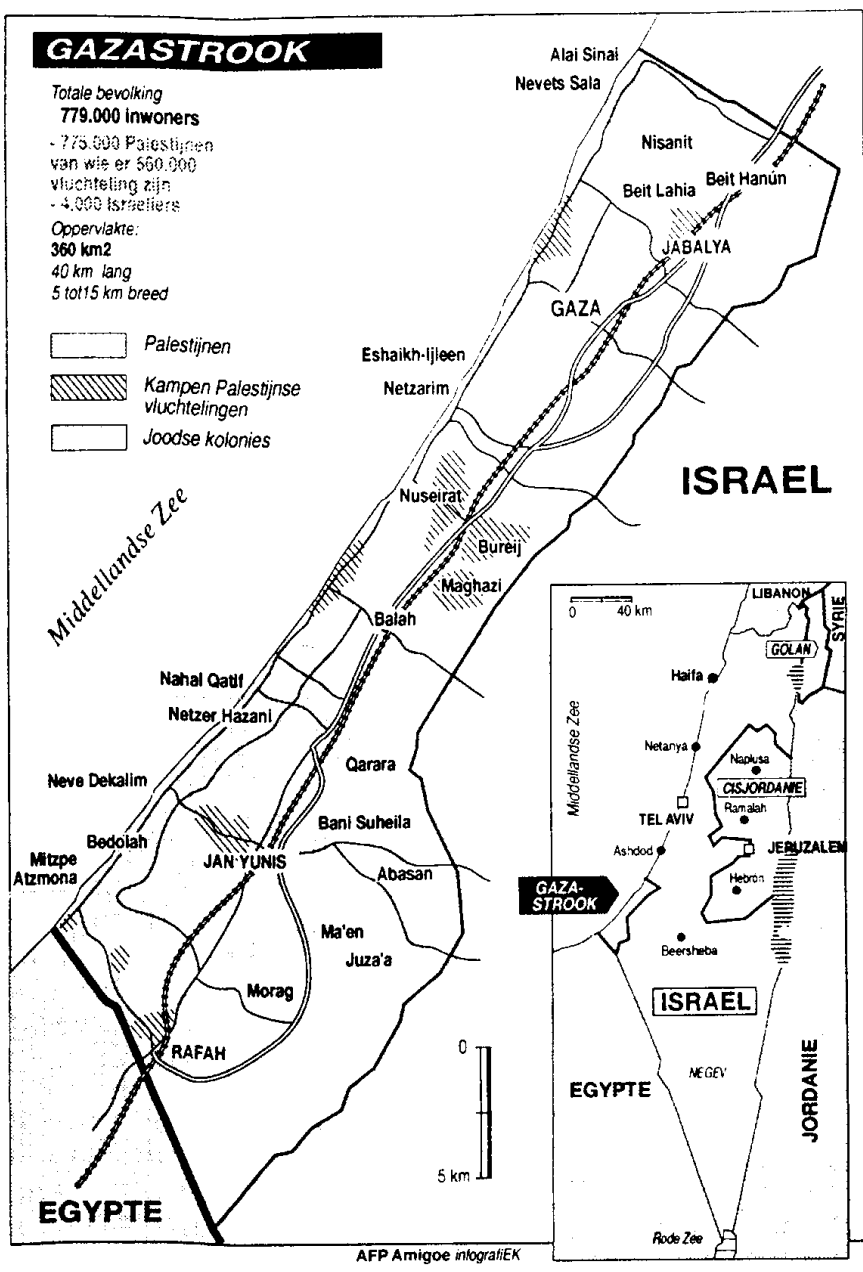 GAZASTROOK
Totale bevolking
779.000 inwoners
- 775.000 Palestijnen
van wie er 560.000
vluchteling zijn
- 4.000 Israeliers
Oppervlakte:
360 km2
40 km lang
5 tot15 km breed
Palestijnen
Kampen Palestijnse
vluchtelingen
Joodse kolonies
Alai Sinai
Nevets Sala
Nisanit
Beit Lahia
Beit Hanún
JABALYA
GAZA
Eshaikh-Ijleen
Netzarim
ISRAEL
Nuseirat
Bureij
Maghazi
Middellandse Zee
Balah
Nahal Qatif
Netzer Hazani
Qarara
Neve Dekalim
Bani Suheila
Bedolah
JAN YUNIS
Mitzpe
Atzmona
Abasan
Ma'en
Juza'a
Morag
RAFAH
0
5 km
EGYPTE
0 40 km
LIBANON
SYRIE
GOLAN
Haifa
Middellandse Zee
Netanya
Naplusa
CISJORDANIE
Ramalah
TEL AVIV
Ashdod
JERUZALEM
GAZA-
STROOK
Hebron
Beersheba
ISRAEL
NEGEV
EGYPTE
JORDANIE
Rode Zee
AFP Amigoe infografiEK